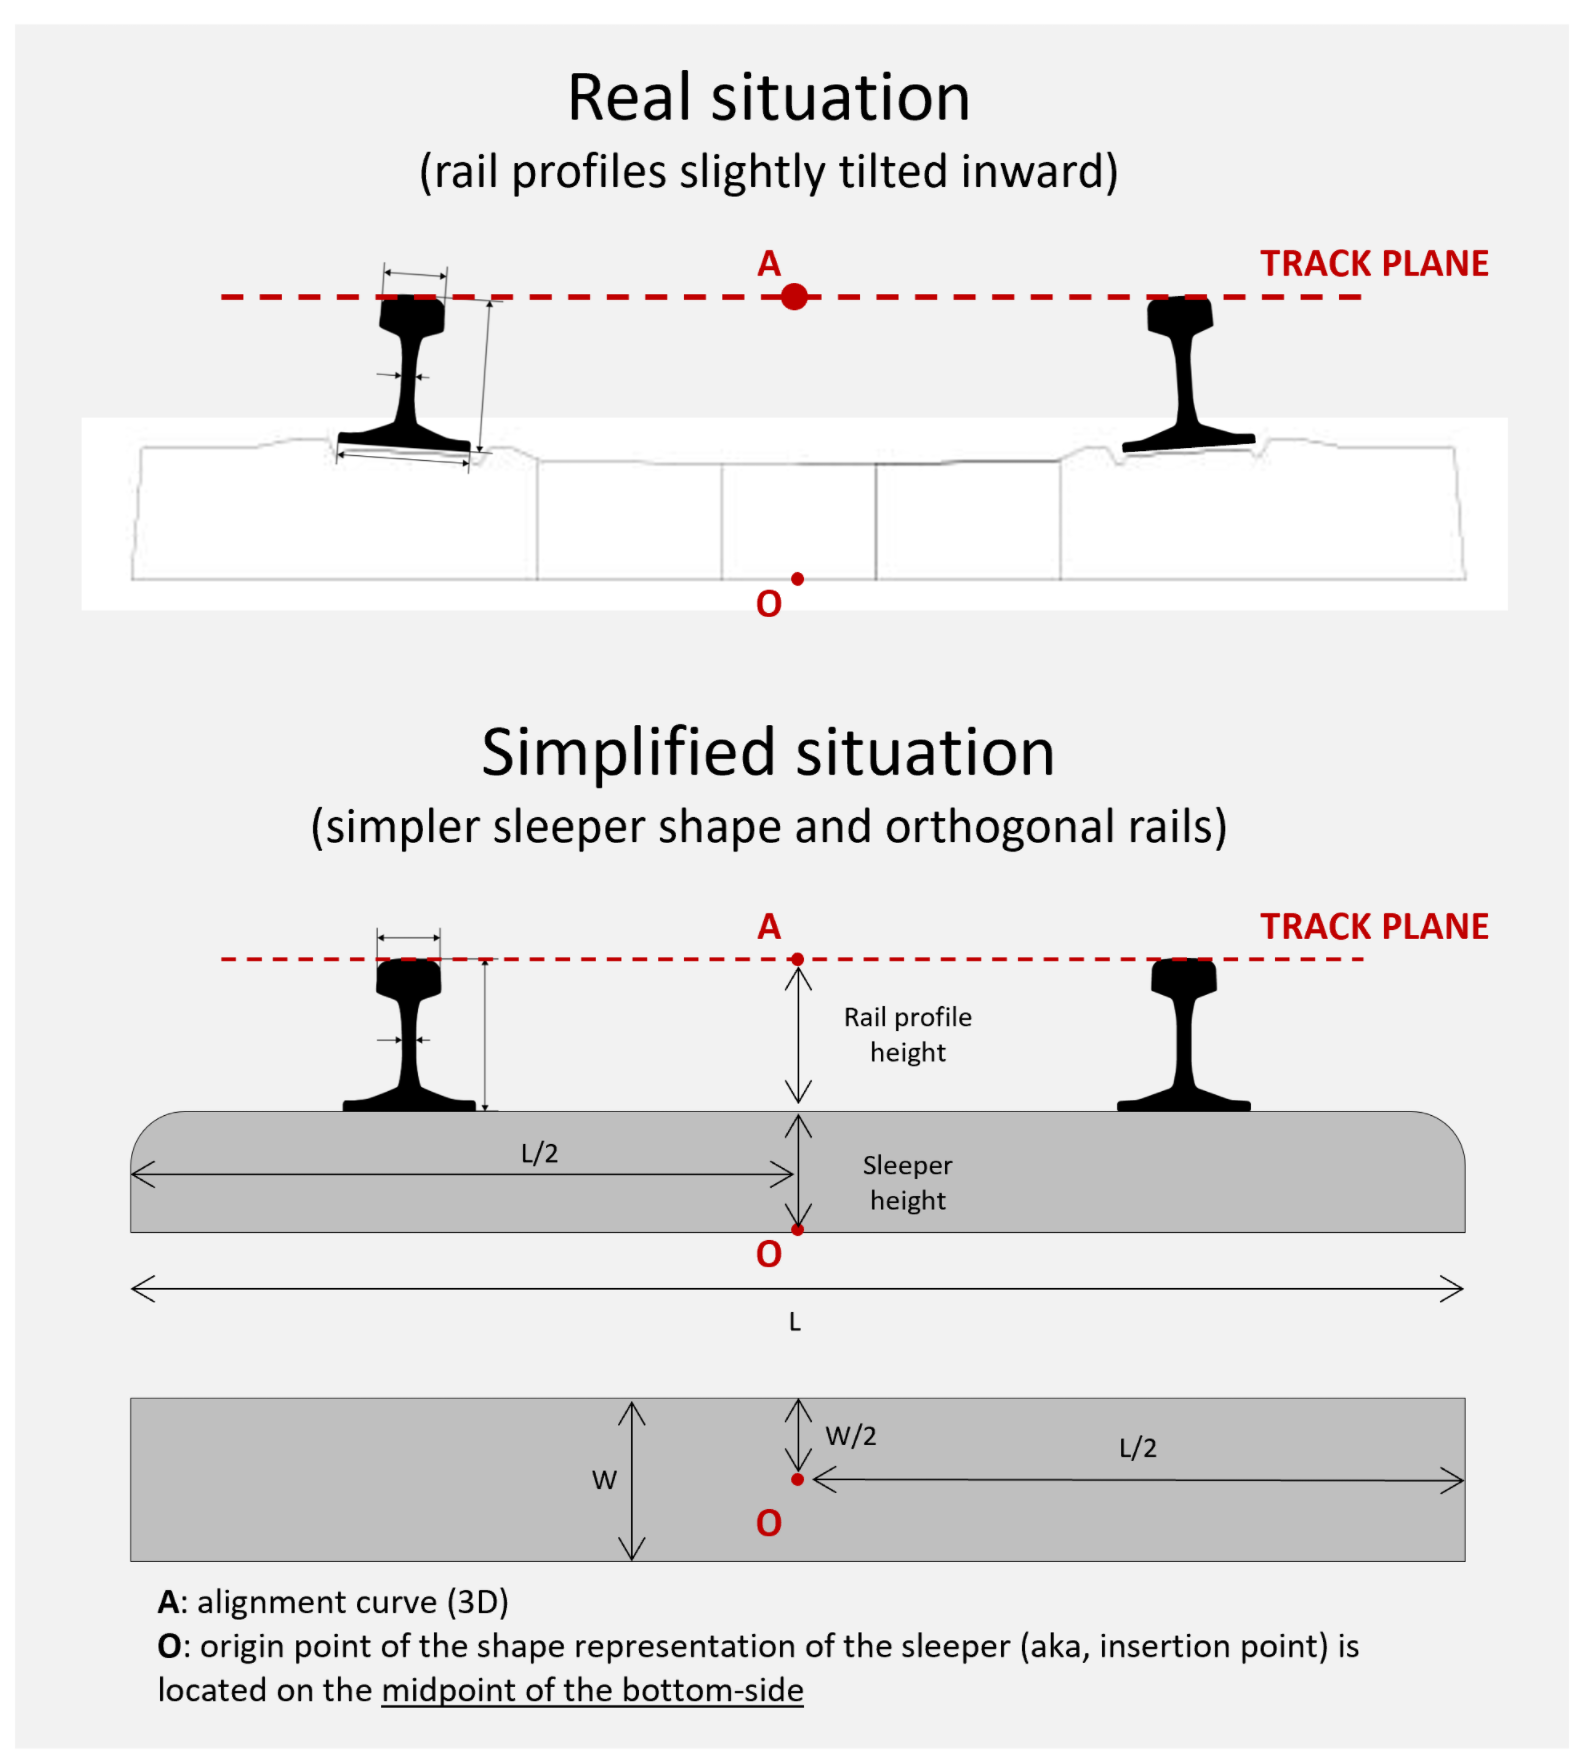 Real situation
(rail profiles slightly tilted inward)
A
TRACK PLANE
O
Simplified situation
(simpler sleeper shape and orthogonal rails)
A
TRACK PLANE
Rail profile
height
L/2
Sleeper
height
O
L
W/2
L/2
W
O
A: alignment curve (3D)
O: origin point of the shape representation of the sleeper (aka, insertion point) is
located on the midpoint of the bottom-side